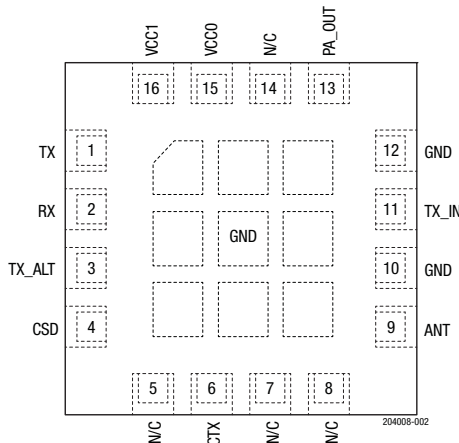 VCC1
VCC0
N/C
PA_OUT
16
15
14
13
TX
1
12
GND
RX
2
11
TX_IN
GND
TX_ALT
3
10
GND
CSD
4
9
ANT
5
6
7
8
N/C
CTX
N/C
N/C
204008-002